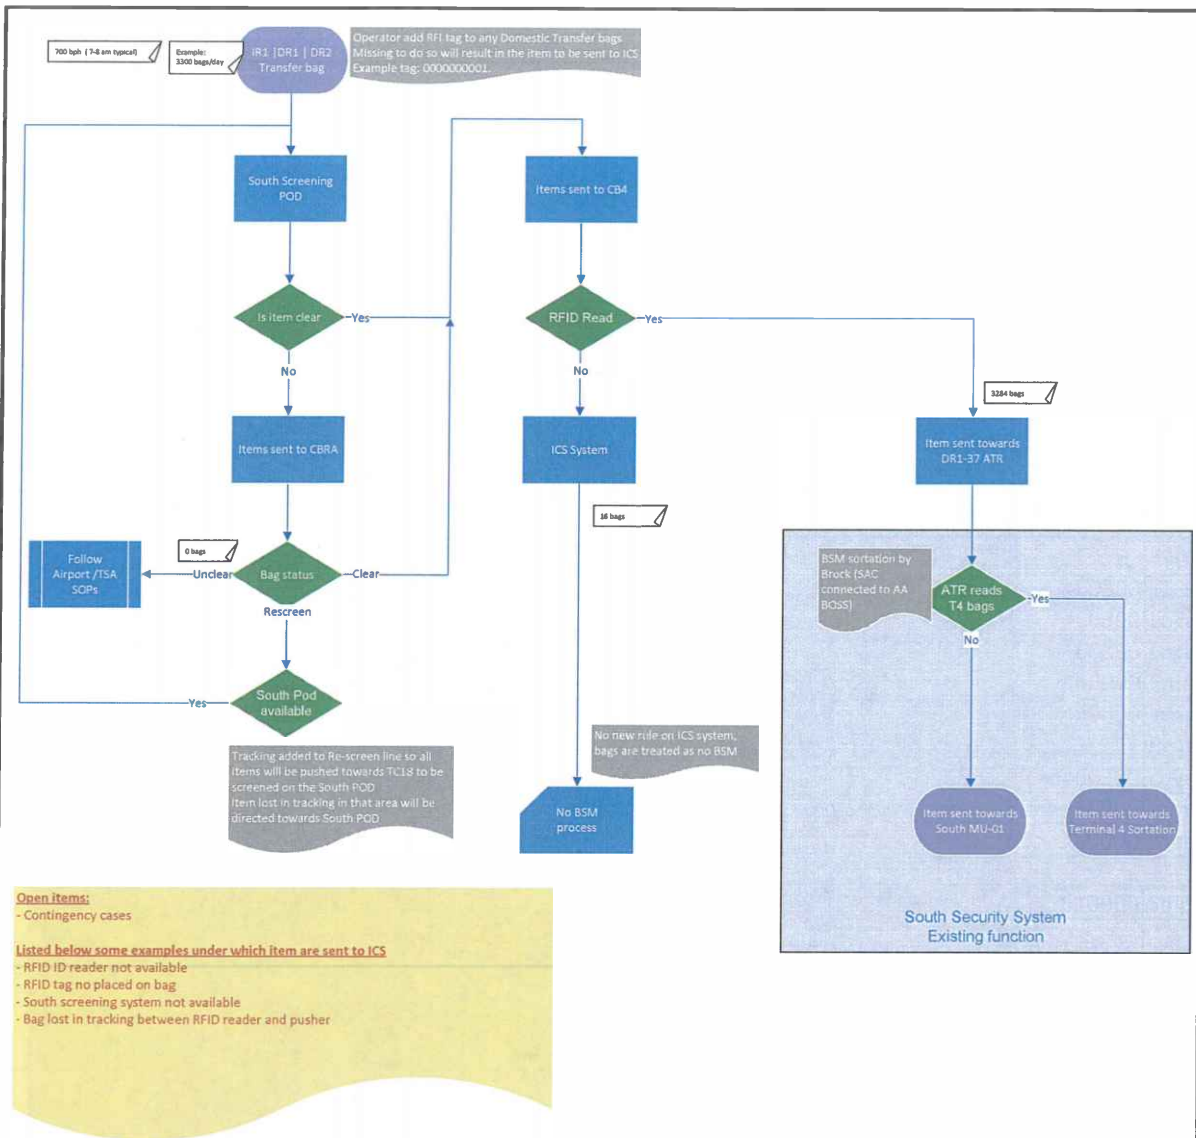 700 bph ( 7-8 am typical)
Example:
3300 bags/day
IR1 |DR1 | DR2
Transfer bag
Operator add RFI tag to any Domestic Transfer bags
Missing to do so will result in the item to be sent to ICS
Example tag: 0000000001.
South Screening
POD
Items sent to CB4
Is item clear
Yes
RFID Read
Yes
No
No
3284 bags
Items sent to CBRA
ICS System
Item sent towards
DR1-37 ATR
16 bags
0 bags
Follow
Airport /TSA
SOPs
Unclear
Bag status
Clear
BSM sortation by
Brock (SAC
connected to AA
BOSS)
ATR reads
T4 bags
Yes
Rescreen
No
South Pod
available
Yes
Tracking added to Re-screen line so all
items will be pushed towards TC18 to be
screened on the South POD
Item lost in tracking in that area will be
directed towards South POD
No new rule on ICS system,
bags are treated as no BSM
No BSM
process
Item sent towards
South MU-01
Item sent towards
Terminal 4 Sortation
South Security System
Existing function
Open items:
- Contingency cases
Listed below some examples under which item are sent to ICS
- RFID ID reader not available
- RFID tag no placed on bag
- South screening system not available
- Bag lost in tracking between RFID reader and pusher